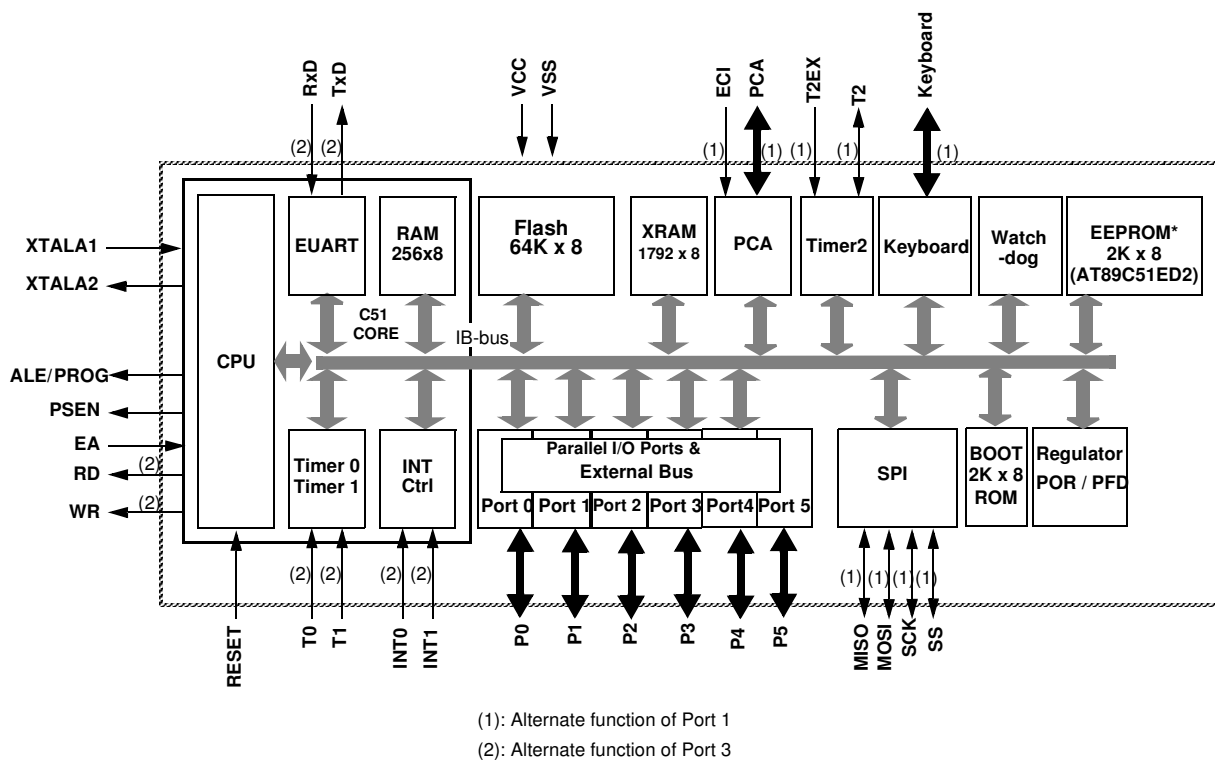 RxD
TxD
VCC
VSS
ECI
PCA
T2EX
T2
Keyboard
(2)
(2)
(1)
(1)
(1)
(1)
(1)
XTALA1
XTALA2
ALE/PROG
PSEN
EA
RD
(2)
WR
(2)
CPU
EUART
RAM
256x8
C51
CORE
IB-bus
Flash
64K x 8
XRAM
1792 x 8
PCA
Timer2
Keyboard
Watch
-dog
EEPROM*
2K x 8
(AT89C51ED2)
Timer 0
Timer 1
INT
Ctrl
Parallel I/O Ports &
External Bus
Port 0
Port 1
Port 2
Port 3
Port4
Port 5
SPI
BOOT
2K x 8
ROM
Regulator
POR / PFD
(2)
(2)
(2)
(2)
(1)
(1)
(1)
(1)
RESET
T0
T1
INT0
INT1
P0
P1
P2
P3
P4
P5
MISO
MOSI
SCK
SS
(1): Alternate function of Port 1
(2): Alternate function of Port 3